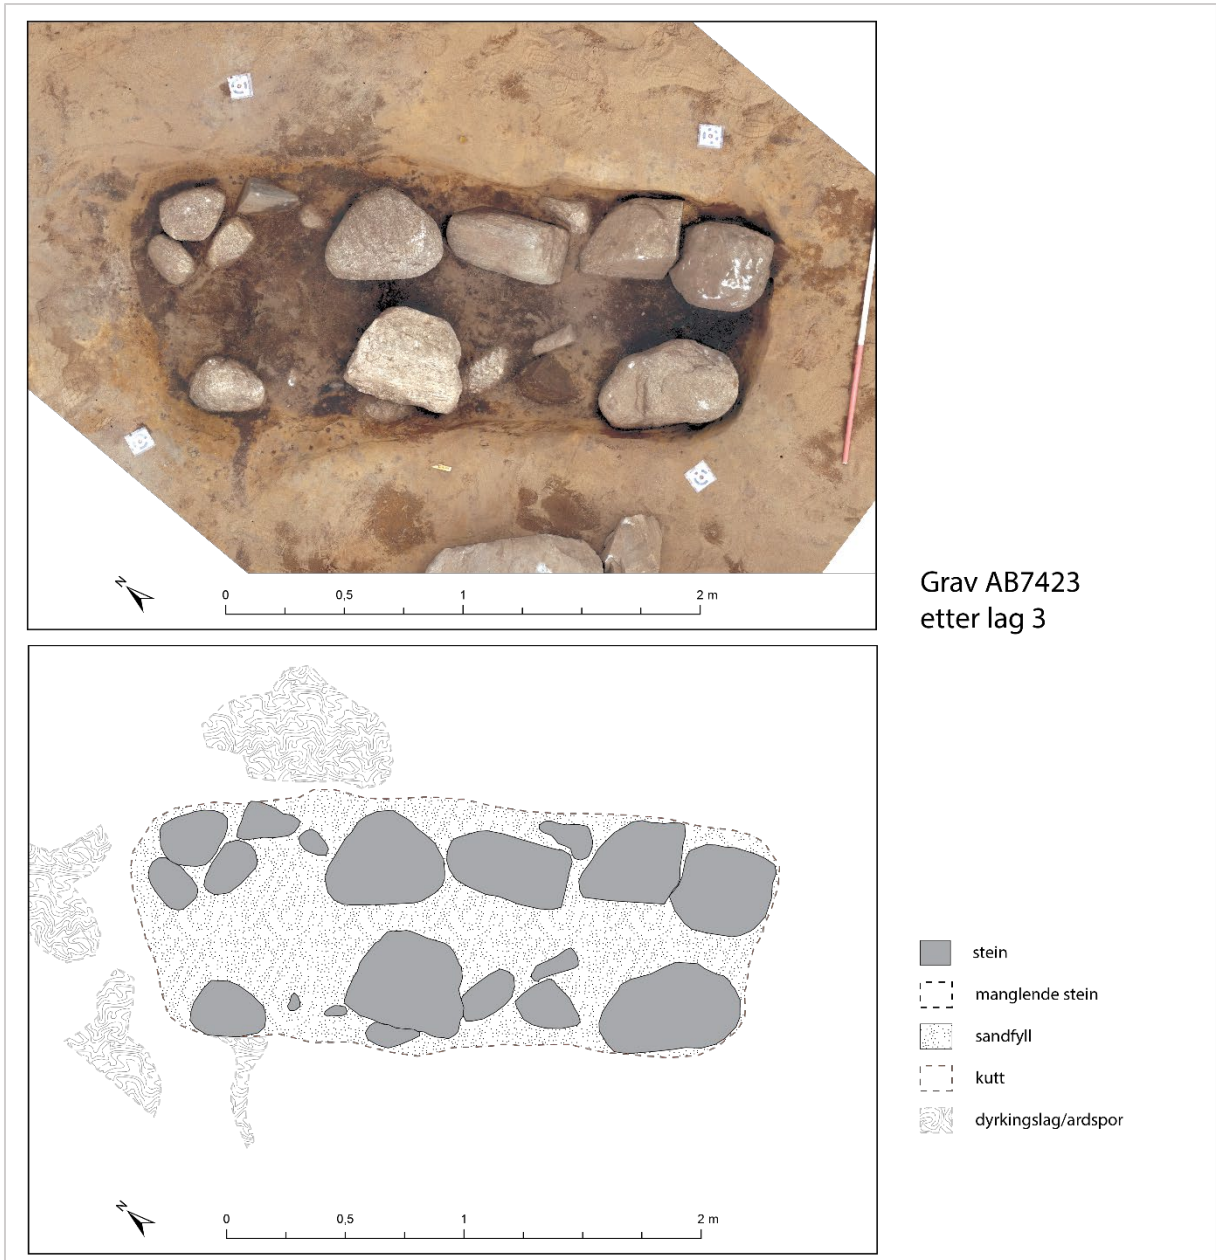 N
0
0,5
1
2 m
Grav AB7423
etter lag 3
N
0
0,5
1
2 m
stein
manglende stein
sandfyll
kutt
dyrkingslag/ardspor